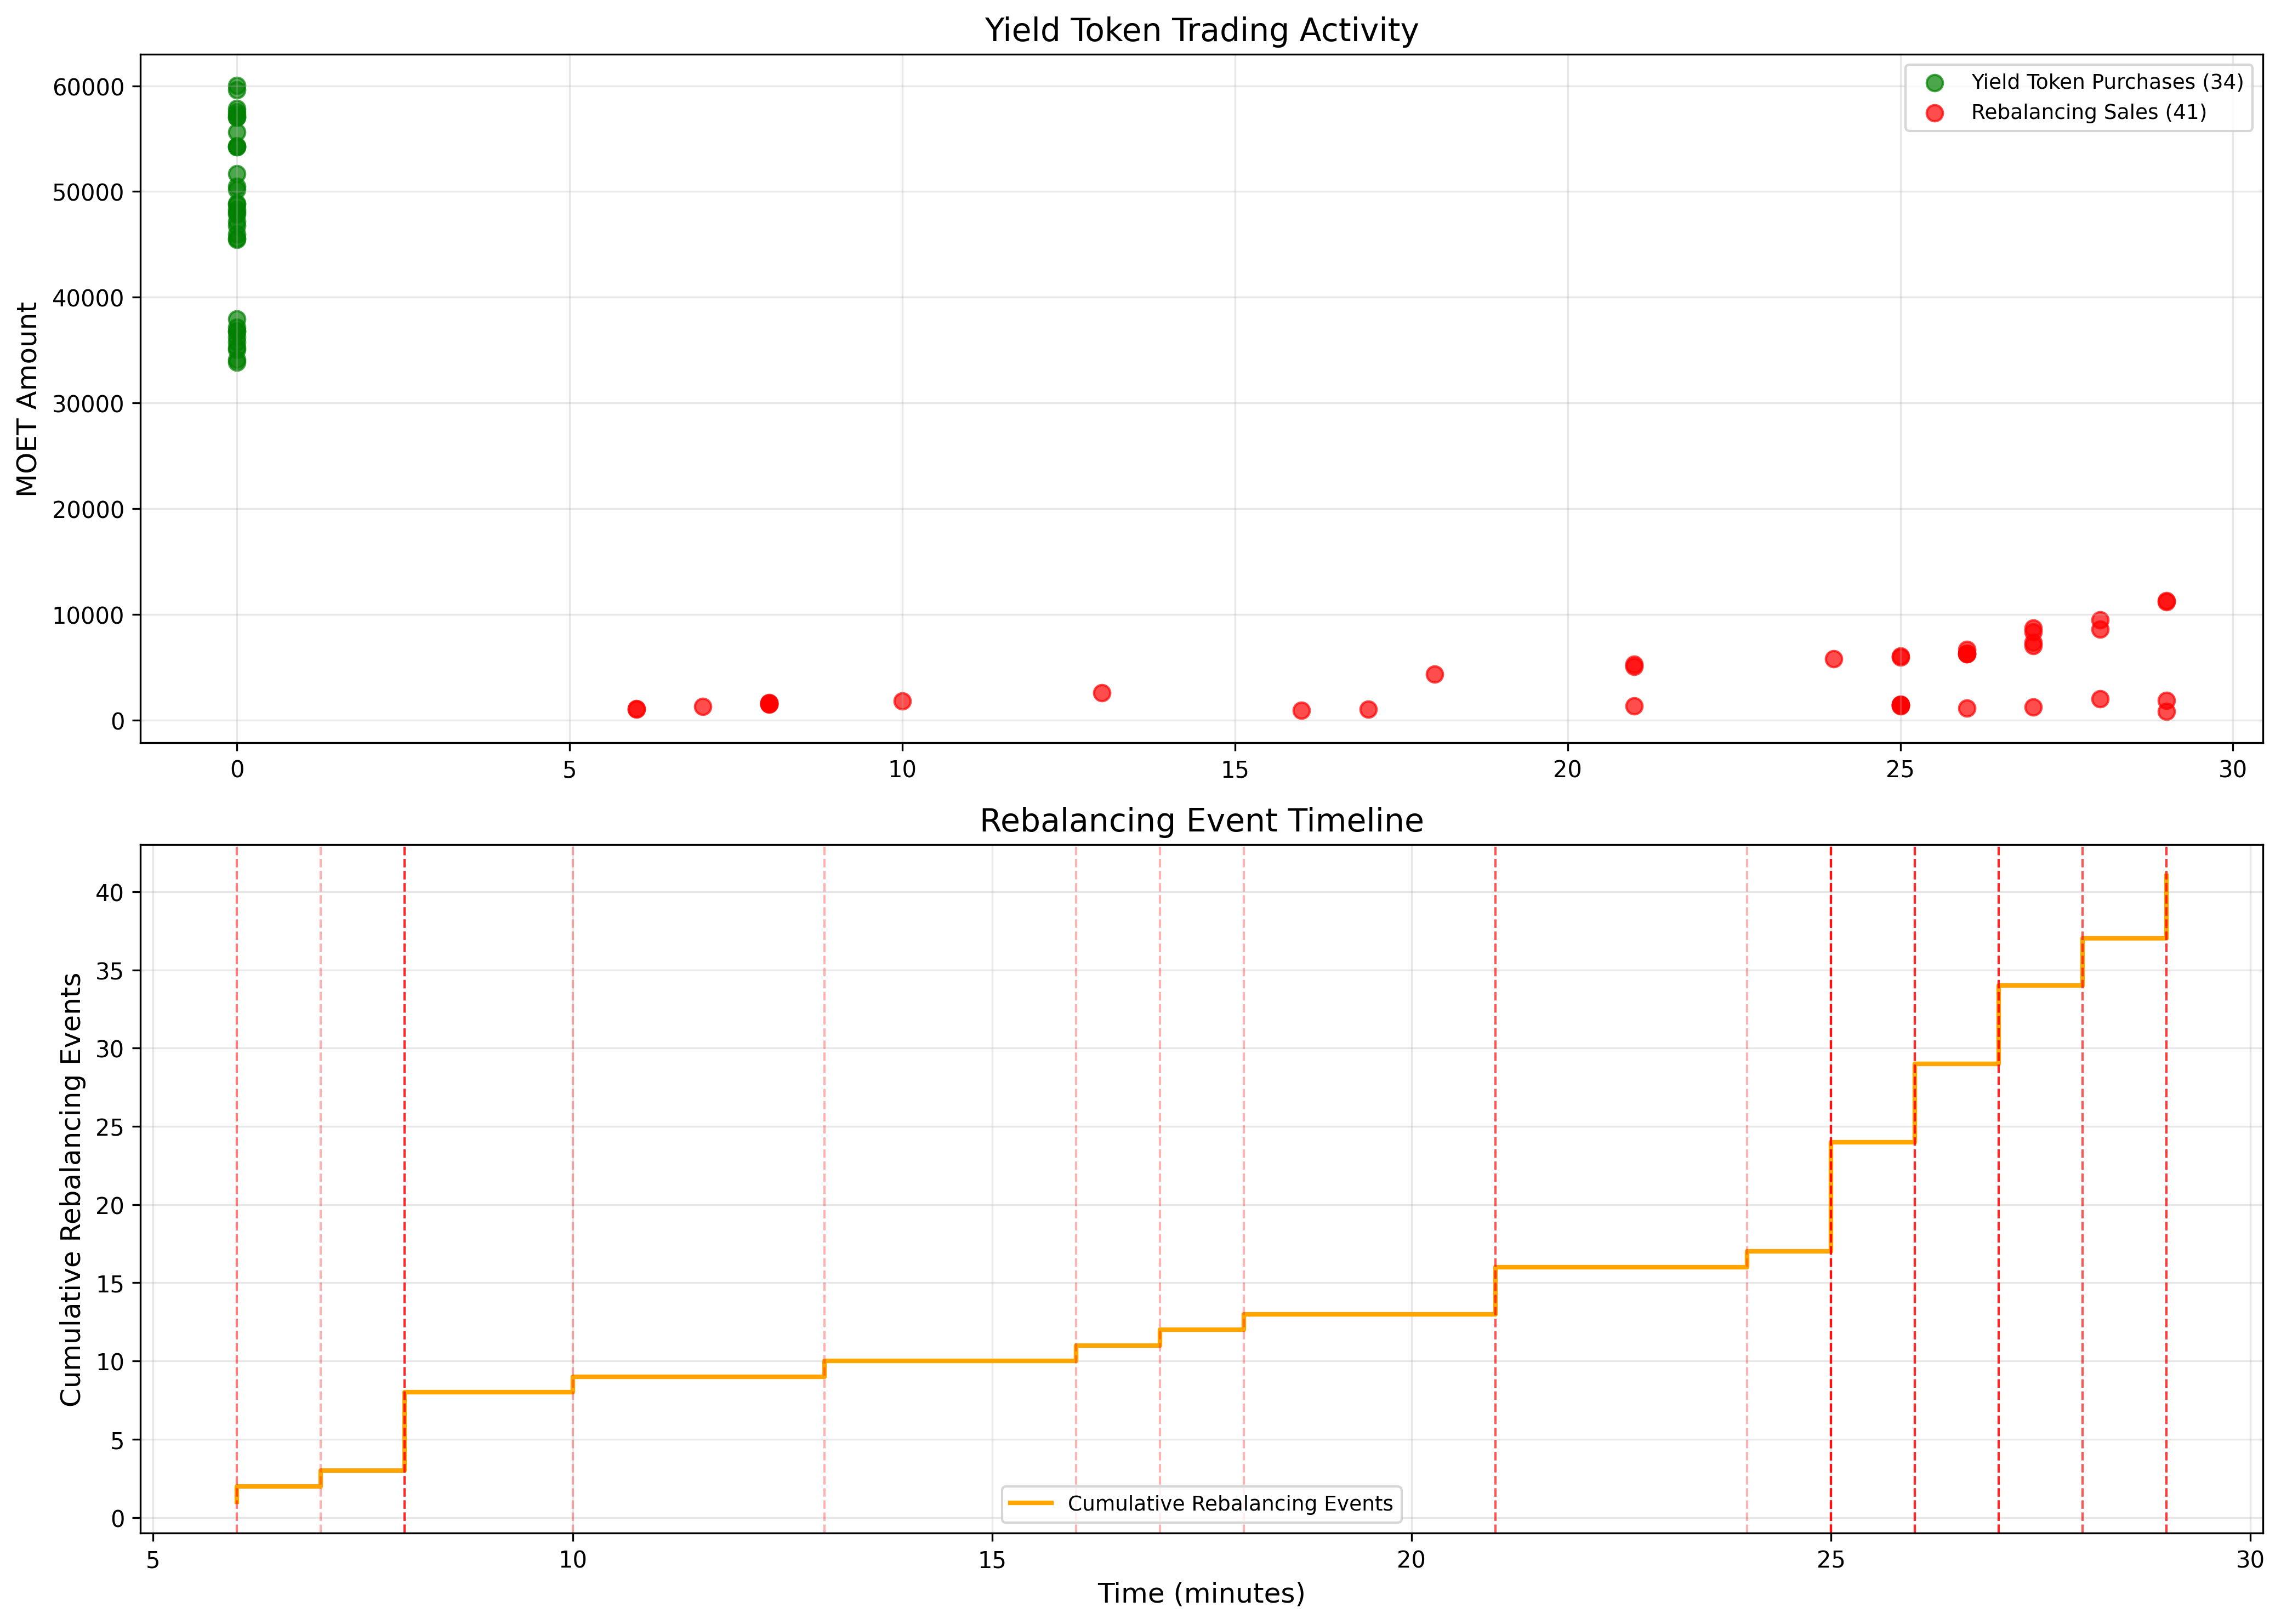 Yield Token Trading Activity
MOET Amount
60000
50000
40000
30000
20000
10000
0
Yield Token Purchases (34)
Rebalancing Sales (41)
0 5 10 15 20 25 30
Rebalancing Event Timeline
Cumulative Rebalancing Events
40
35
30
25
20
15
10
5
0
Cumulative Rebalancing Events
5 10 15 20 25 30
Time (minutes)